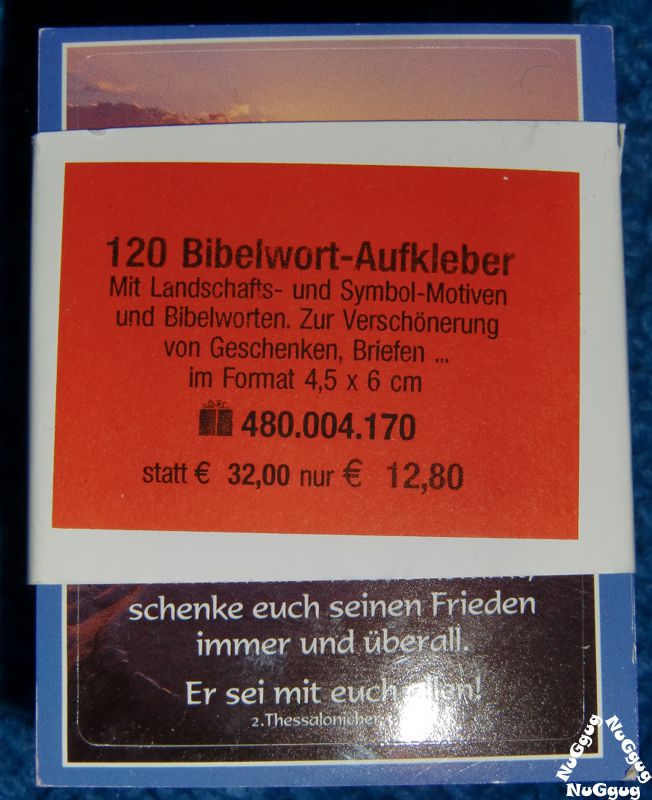 120 Bibelwort-Aufkleber
Mit Landschafts- und Symbol-Motiven
und Bibelworten. Zur Verschönerung
von Geschenken, Briefen ...
im Format 4,5 x 6 cm
480.004.170
statt € 32,00 nur € 12,80
schenke euch seinen Frieden
immer und überall.
Er sei mit euch allen!
2.Thessalonicher
NuGgug
NuGgug
NuGgug